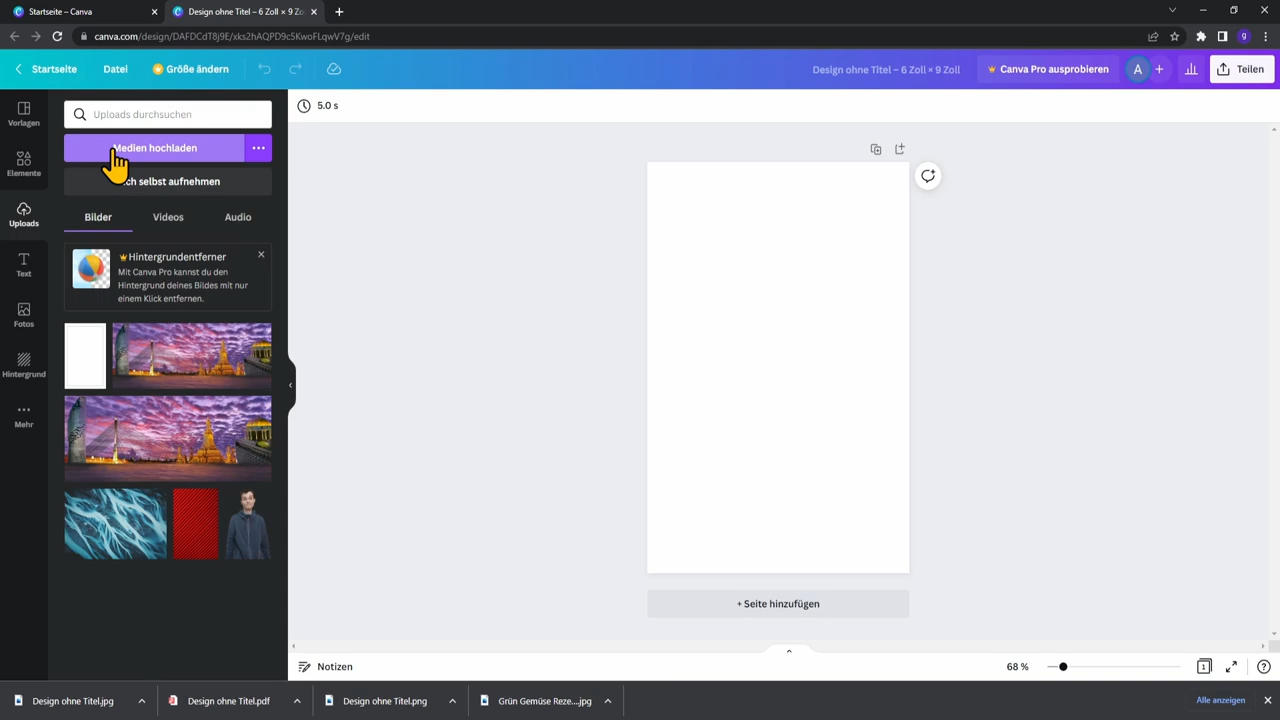 Startseite – Canva
Design ohne Titel – 6 Zoll × 9 Zo
canva.com/design/DAFDCdT8j9E/xks2hAQPD9c5KwoFLqwV7g/edit
g
Startseite
Datei
Größe ändern
Design ohne Titel – 6 Zoll × 9 Zoll
Canva Pro ausprobieren
A
Teilen
Vorlagen
Elemente
Uploads
Text
Fotos
Hintergrund
Mehr
Uploads durchsuchen
Medien hochladen
ch selbst aufnehmen
Bilder
Videos
Audio
Hintergrundentferner
Mit Canva Pro kannst du den
Hintergrund deines Bildes mit nur
einem Klick entfernen.
5.0 s
+ Seite hinzufügen
Notizen
68 %
1
Design ohne Titel.jpg
Design ohne Titel.pdf
Design ohne Titel.png
Grün Gemüse Reze....jpg
Alle anzeigen